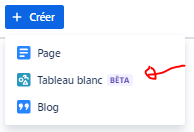 + Créer
Page
Tableau blanc BÊTA
Blog